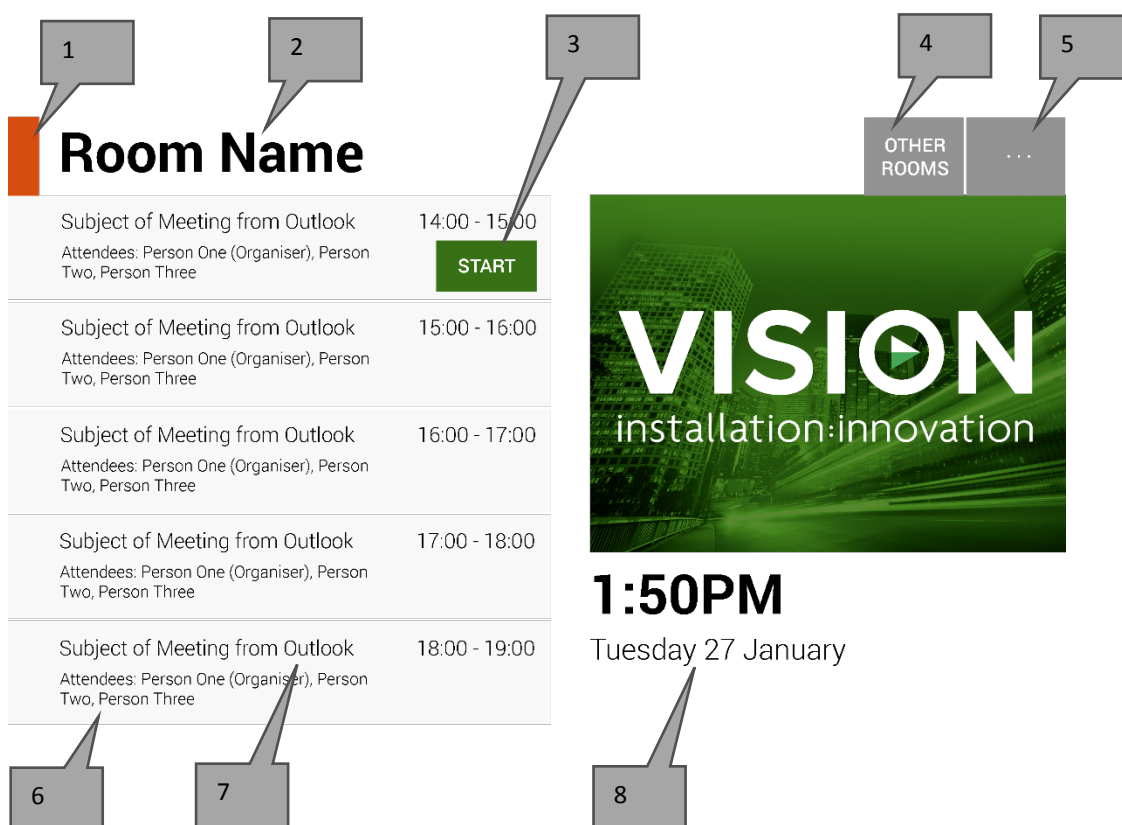 1
2
3
4
5
Room Name
OTHER
ROOMS
...
Subject of Meeting from Outlook
14:00 - 15:00
Attendees: Person One (Organiser), Person
Two, Person Three
START
Subject of Meeting from Outlook
15:00 - 16:00
Attendees: Person One (Organiser), Person
Two, Person Three
Subject of Meeting from Outlook
16:00 - 17:00
Attendees: Person One (Organiser), Person
Two, Person Three
Subject of Meeting from Outlook
17:00 - 18:00
Attendees: Person One (Organiser), Person
Two, Person Three
Subject of Meeting from Outlook
18:00 - 19:00
Attendees: Person One (Organiser), Person
Two, Person Three
VISION
installation:innovation
1:50PM
Tuesday 27 January
6
7
8